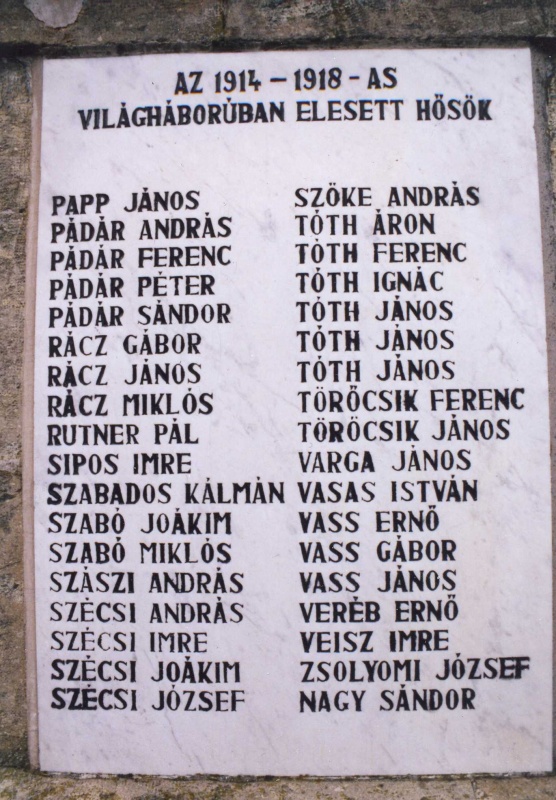 AZ 1914 – 1918 - AS
VILÁGHÁBORÚBAN ELESETT HŐSÖK
PAPP JÁNOS
PÁDÁR ANDRÁS
PÁDÁR FERENC
PÁDÁR PÉTER
PÁDÁR SÁNDOR
RÁCZ GÁBOR
RÁCZ JÁNOS
RÁCZ MIKLÓS
RUTNER PÁL
SIPOS IMRE
SZABADOS KÁLMÁN
SZABÓ JOÁKIM
SZABÓ MIKLÓS
SZÁSZI ANDRÁS
SZÉCSI ANDRÁS
SZÉCSI IMRE
SZÉCSI JOÁKIM
SZÉCSI JÓZSEF
SZŐKE ANDRÁS
TÓTH ÁRON
TÓTH FERENC
TÓTH IGNÁC
TÓTH JÁNOS
TÓTH JÁNOS
TÓTH JÁNOS
TÖRŐCSIK FERENC
TÖRÖCSIK JÁNOS
VARGA JÁNOS
VASAS ISTVÁN
VASS ERNŐ
VASS GÁBOR
VASS JÁNOS
VERÉB ERNŐ
VEISZ IMRE
ZSOLYOMI JÓZSEF
NAGY SÁNDOR